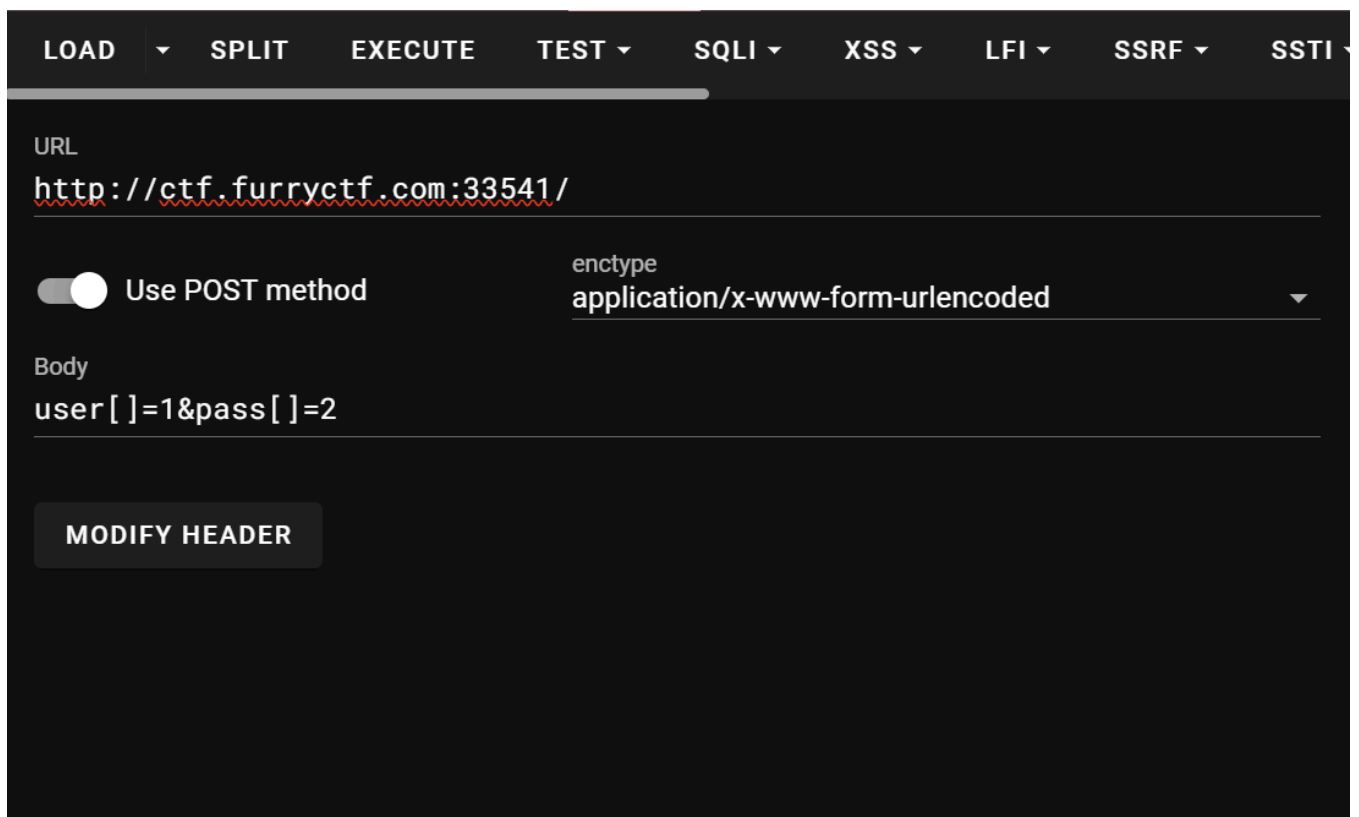 LOAD SPLIT EXECUTE TEST SQLI XSS LFI SSRF SSTI
URL
http://ctf.furryctf.com:33541/
Use POST method
enctype
application/x-www-form-urlencoded
Body
user[]=1&pass[]=2
MODIFY HEADER